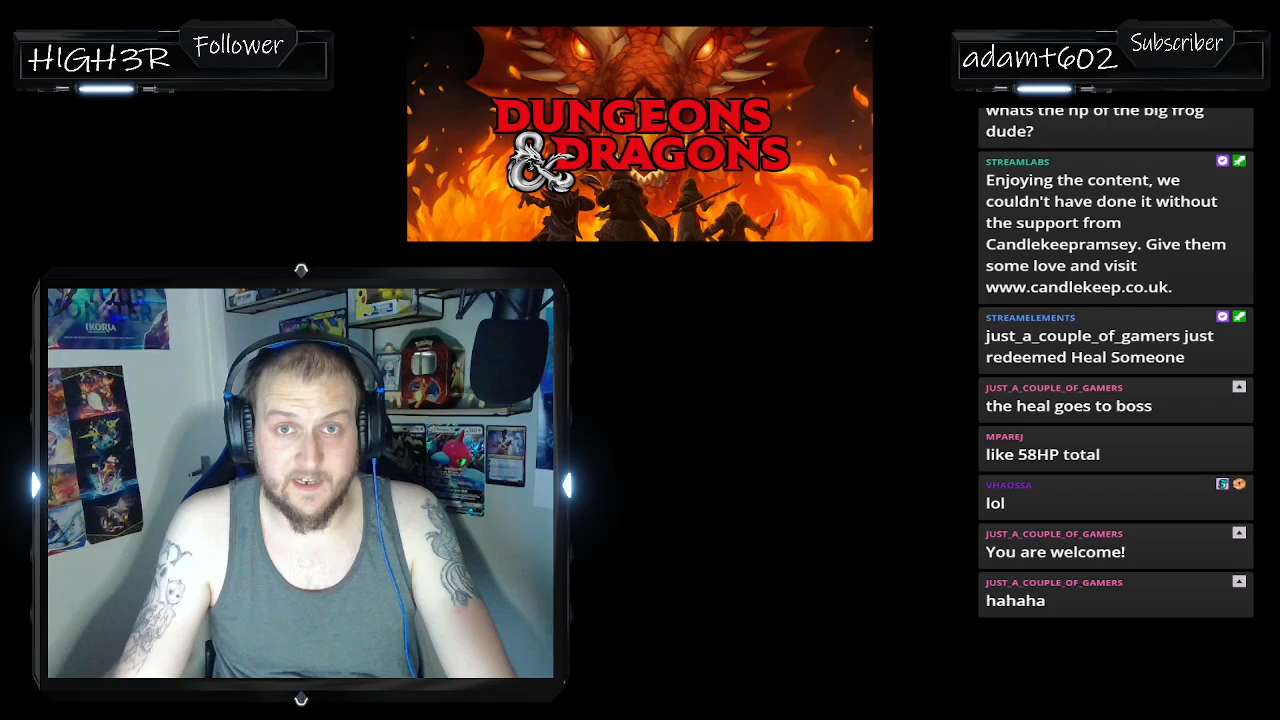 H1GH3R
Follower
DUNGEONS
& DRAGONS
adamt602
Subscriber
whats the hp of the big frog
dude?
STREAMLABS
Enjoying the content, we
couldn't have done it without
the support from
Candlekeepramsey. Give them
some love and visit
www.candlekeep.co.uk.
STREAMELEMENTS
just_a_couple_of_gamers just
redeemed Heal Someone
JUST_A_COUPLE_OF_GAMERS
the heal goes to boss
MPAREJ
like 58HP total
VHAOSSA
lol
JUST_A_COUPLE_OF_GAMERS
You are welcome!
JUST_A_COUPLE_OF_GAMERS
hahaha
IKORIA